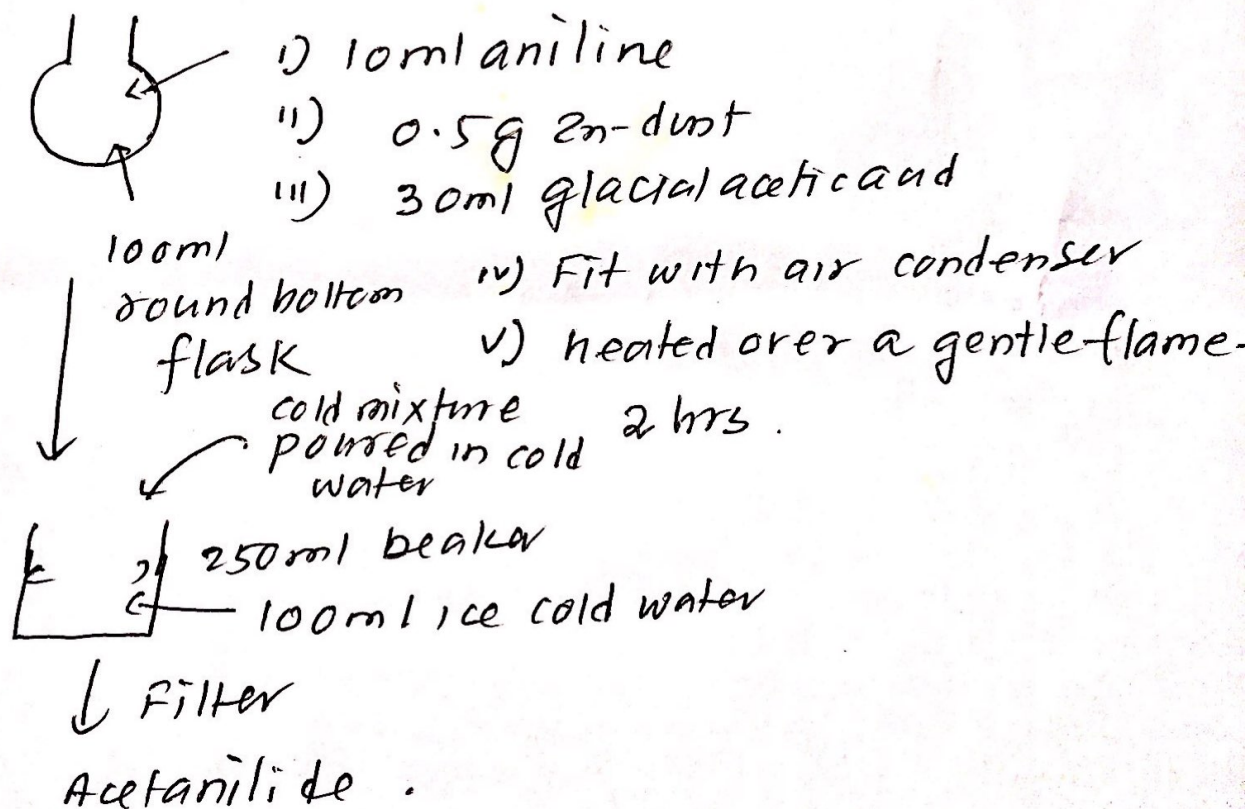 i) 10ml aniline
ii) 0.5g Zn-dust
iii) 30ml glacial acetic acid
100ml
round bottom
flask
iv) Fit with air condenser
v) heated over a gentle flame-
2 hrs.
cold mixture
poured in cold
water
250ml beaker
100ml ice cold water
Filter
Acetanilide.